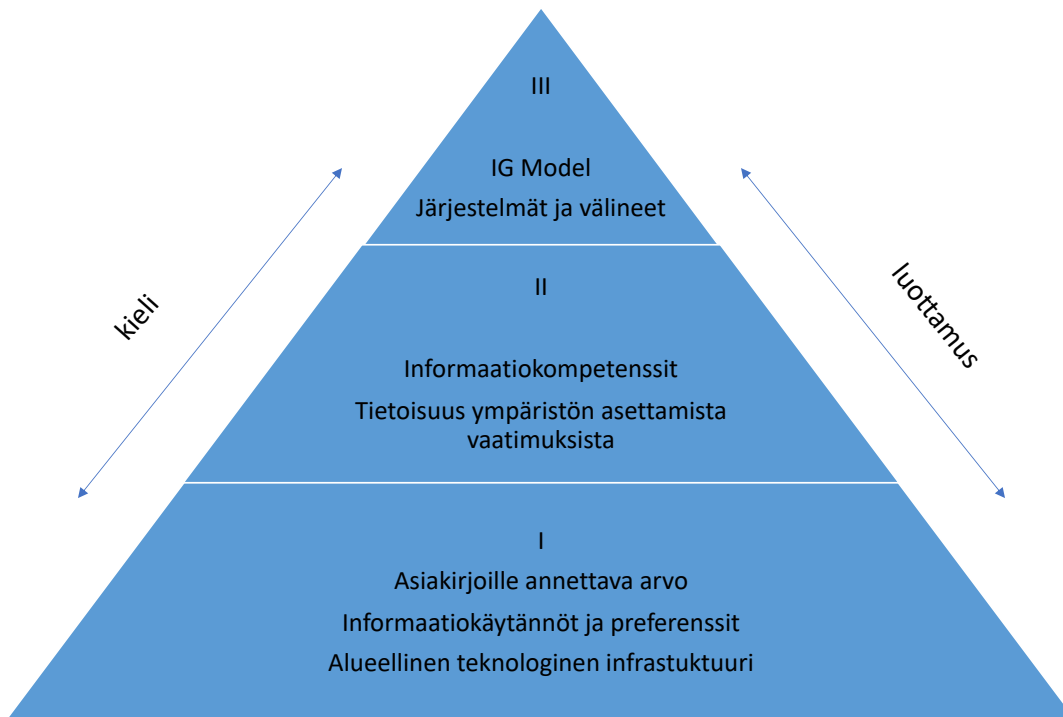 III
IG Model
Järjestelmät ja välineet
kieli
luottamus
II
Informaatiokompetenssit
Tietoisuus ympäristön asettamista
vaatimuksista
I
Asiakirjoille annettava arvo
Informaatiokäytännöt ja preferenssit
Alueellinen teknologinen infrastuktuuri